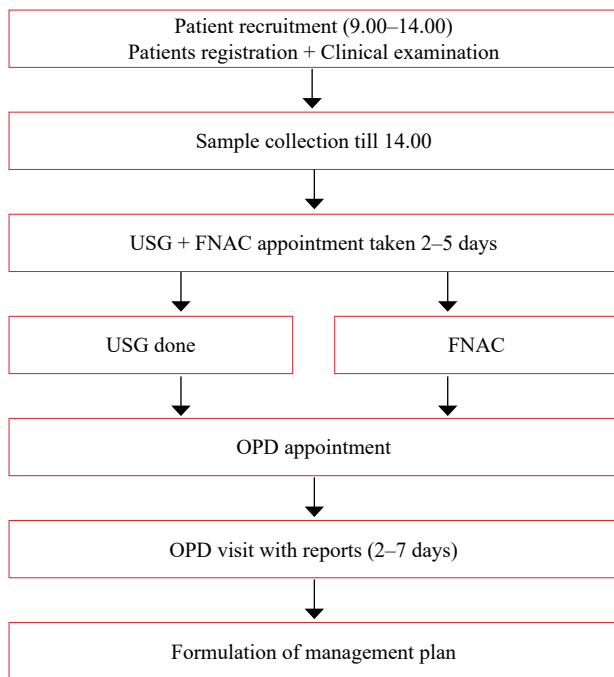 Patient recruitment (9.00–14.00)
Patients registration + Clinical examination
Sample collection till 14.00
USG + FNAC appointment taken 2–5 days
USG done
FNAC
OPD appointment
OPD visit with reports (2–7 days)
Formulation of management plan